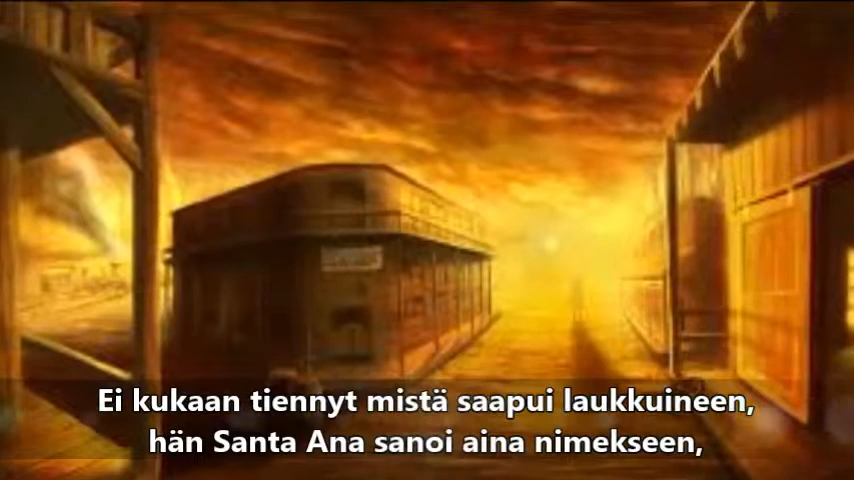 Ei kukaan tiennyt mistä saapui laukkuineen,
hän Santa Ana sanoi aina nimekseen,